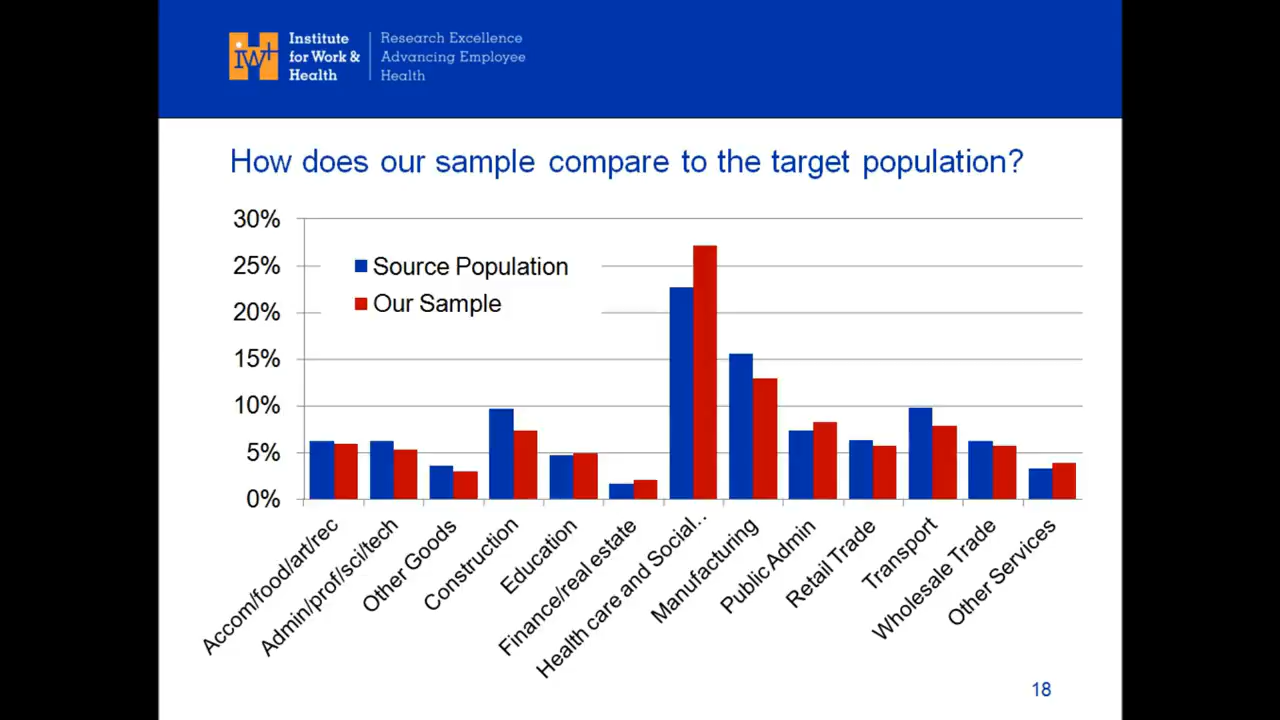 IWH
Institute
for Work &
Health
Research Excellence
Advancing Employee
Health
How does our sample compare to the target population?
30%
25%
20%
15%
10%
5%
0%
Source Population
Our Sample
Accom/food/art/rec
Admin/prof/sci/tech
Other Goods
Construction
Education
Finance/real estate
Health care and Social..
Manufacturing
Public Admin
Retail Trade
Transport
Wholesale Trade
Other Services
18